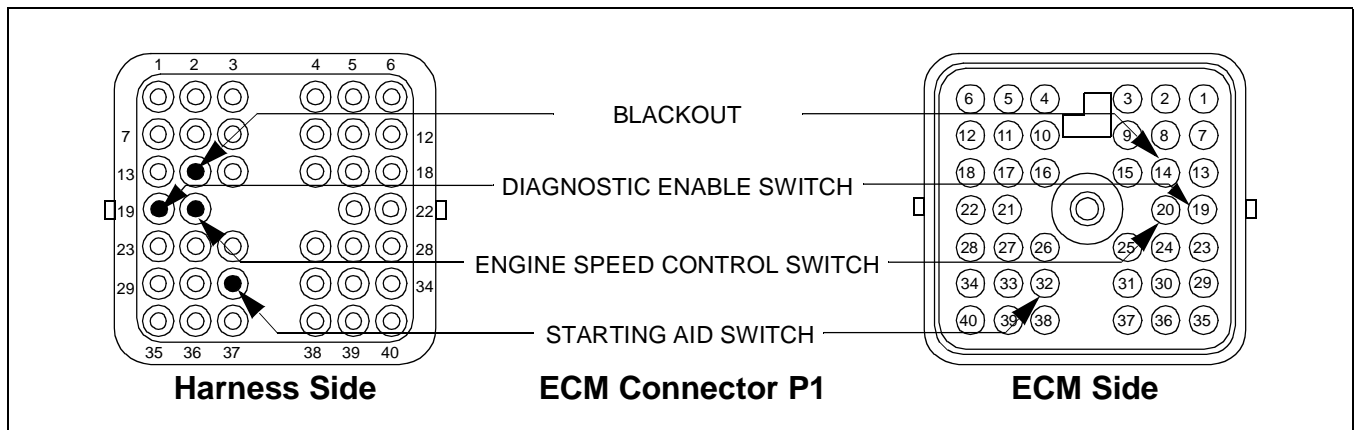 1 2 3 4 5 6
7 12
13 18
19 22
23 28
29 34
35 36 37 38 39 40
Harness Side
BLACKOUT
DIAGNOSTIC ENABLE SWITCH
ENGINE SPEED CONTROL SWITCH
STARTING AID SWITCH
ECM Connector P1
6 5 4 3 2 1
12 11 10 9 8 7
18 17 16 15 14 13
22 21 20 19
28 27 26 25 24 23
34 33 32 31 30 29
40 39 38 37 36 35
ECM Side